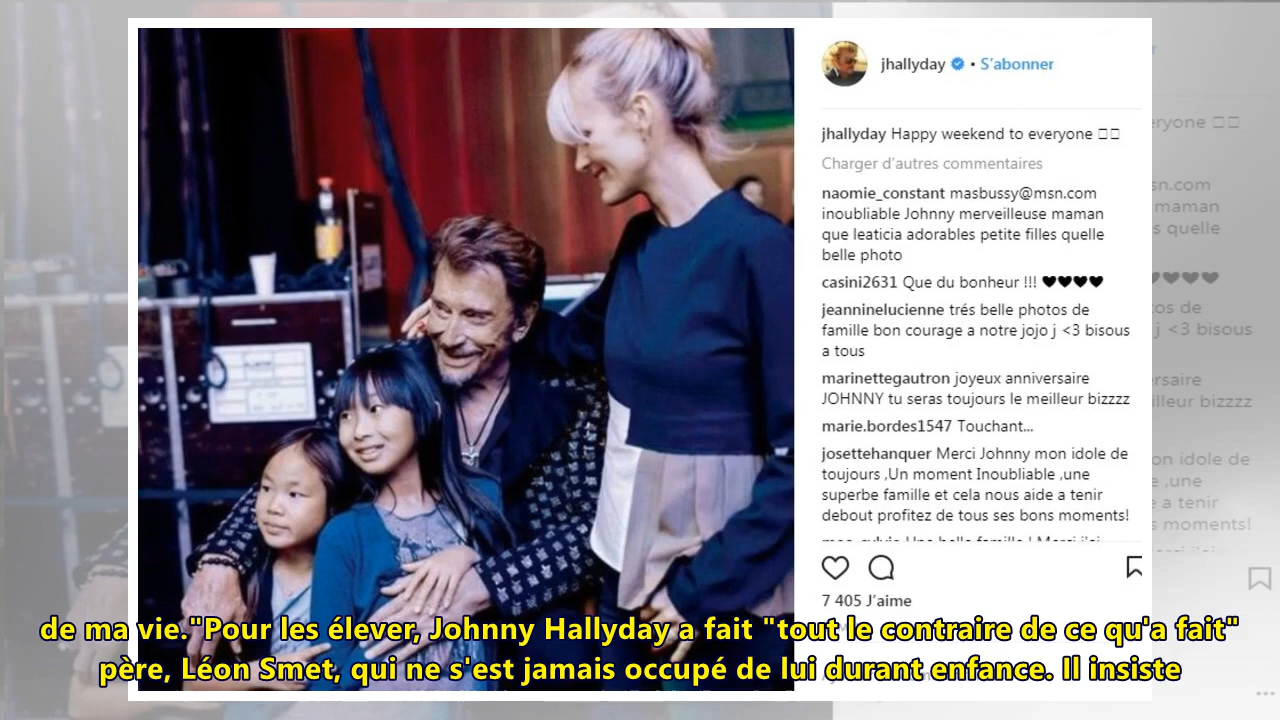 jhallyday • S'abonner
jhallyday Happy weekend to everyone
Charger d'autres commentaires
naomie_constant masbussy@msn.com
inoubliable Johnny merveilleuse maman
que leaticia adorables petite filles quelle
belle photo
casini2631 Que du bonheur !!! ♥♥♥♥
jeanninelucienne trés belle photos de
famille bon courage a notre jojo j <3 bisous
a tous
marinettegautron joyeux anniversaire
JOHNNY tu seras toujours le meilleur bizzzz
marie.bordes1547 Touchant...
josettehanquer Merci Johnny mon idole de
toujours ,Un moment Inoubliable ,une
superbe famille et cela nous aide a tenir
debout profitez de tous ses bons moments!
7 405 J'aime
de ma vie."Pour les élever, Johnny Hallyday a fait "tout le contraire de ce qu'a fait"
père, Léon Smet, qui ne s'est jamais occupé de lui durant enfance. Il insiste